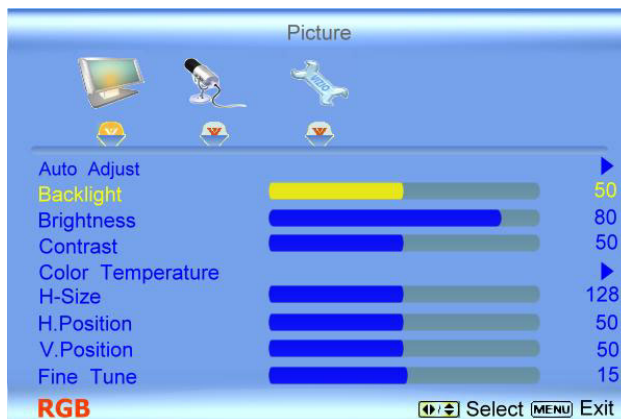 Picture
VIZIO
Auto Adjust
Backlight 50
Brightness 80
Contrast 50
Color Temperature
H-Size 128
H.Position 50
V.Position 50
Fine Tune 15
RGB Select MENU Exit